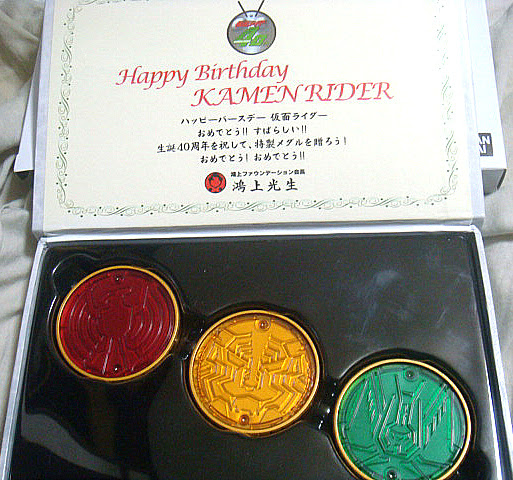 Happy Birthday
KAMEN RIDER
ハッピーバースデー 仮面ライダー
おめでとう!! すばらしい!!
生誕40周年を祝して、特製メダルを贈ろう!
おめでとう! おめでとう!!
鴻上ファウンデーション会長
鴻上光生